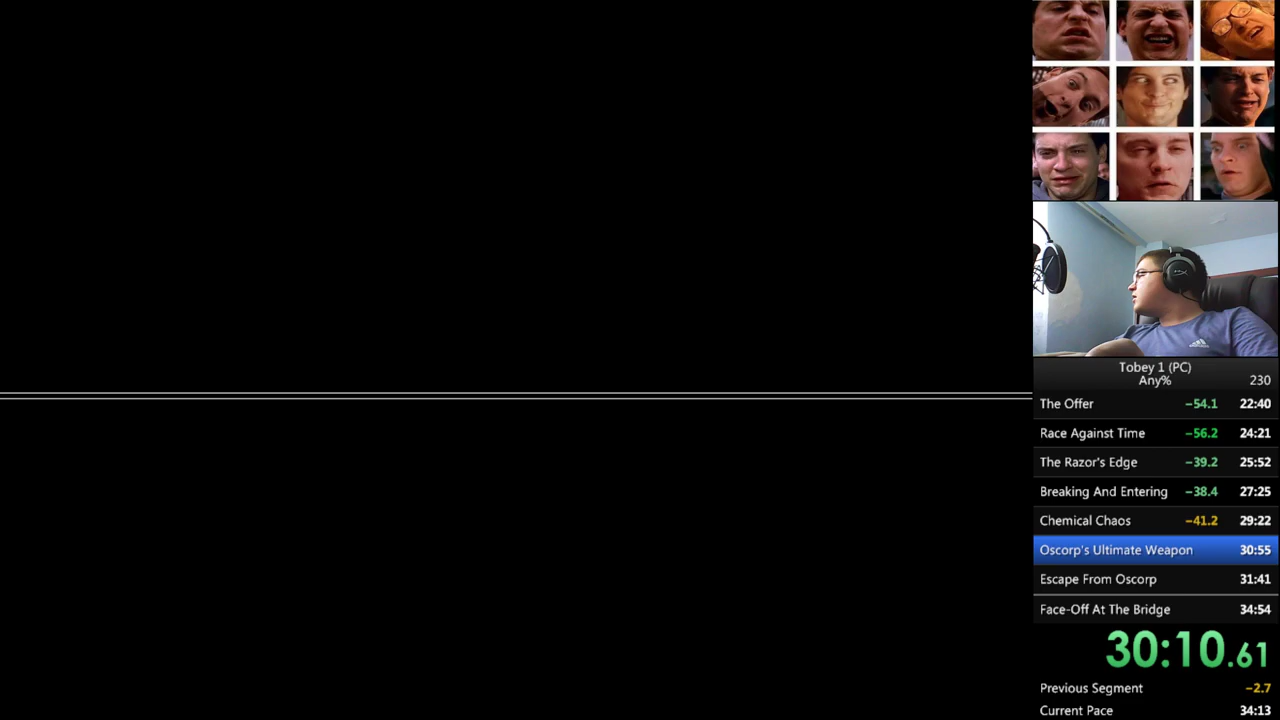 Tobey 1 (PC)
Any% 230
The Offer −54.1 22:40
Race Against Time −56.2 24:21
The Razor's Edge −39.2 25:52
Breaking And Entering −38.4 27:25
Chemical Chaos −41.2 29:22
Oscorp's Ultimate Weapon 30:55
Escape From Oscorp 31:41
Face-Off At The Bridge 34:54
30:10.61
Previous Segment −2.7
Current Pace 34:13